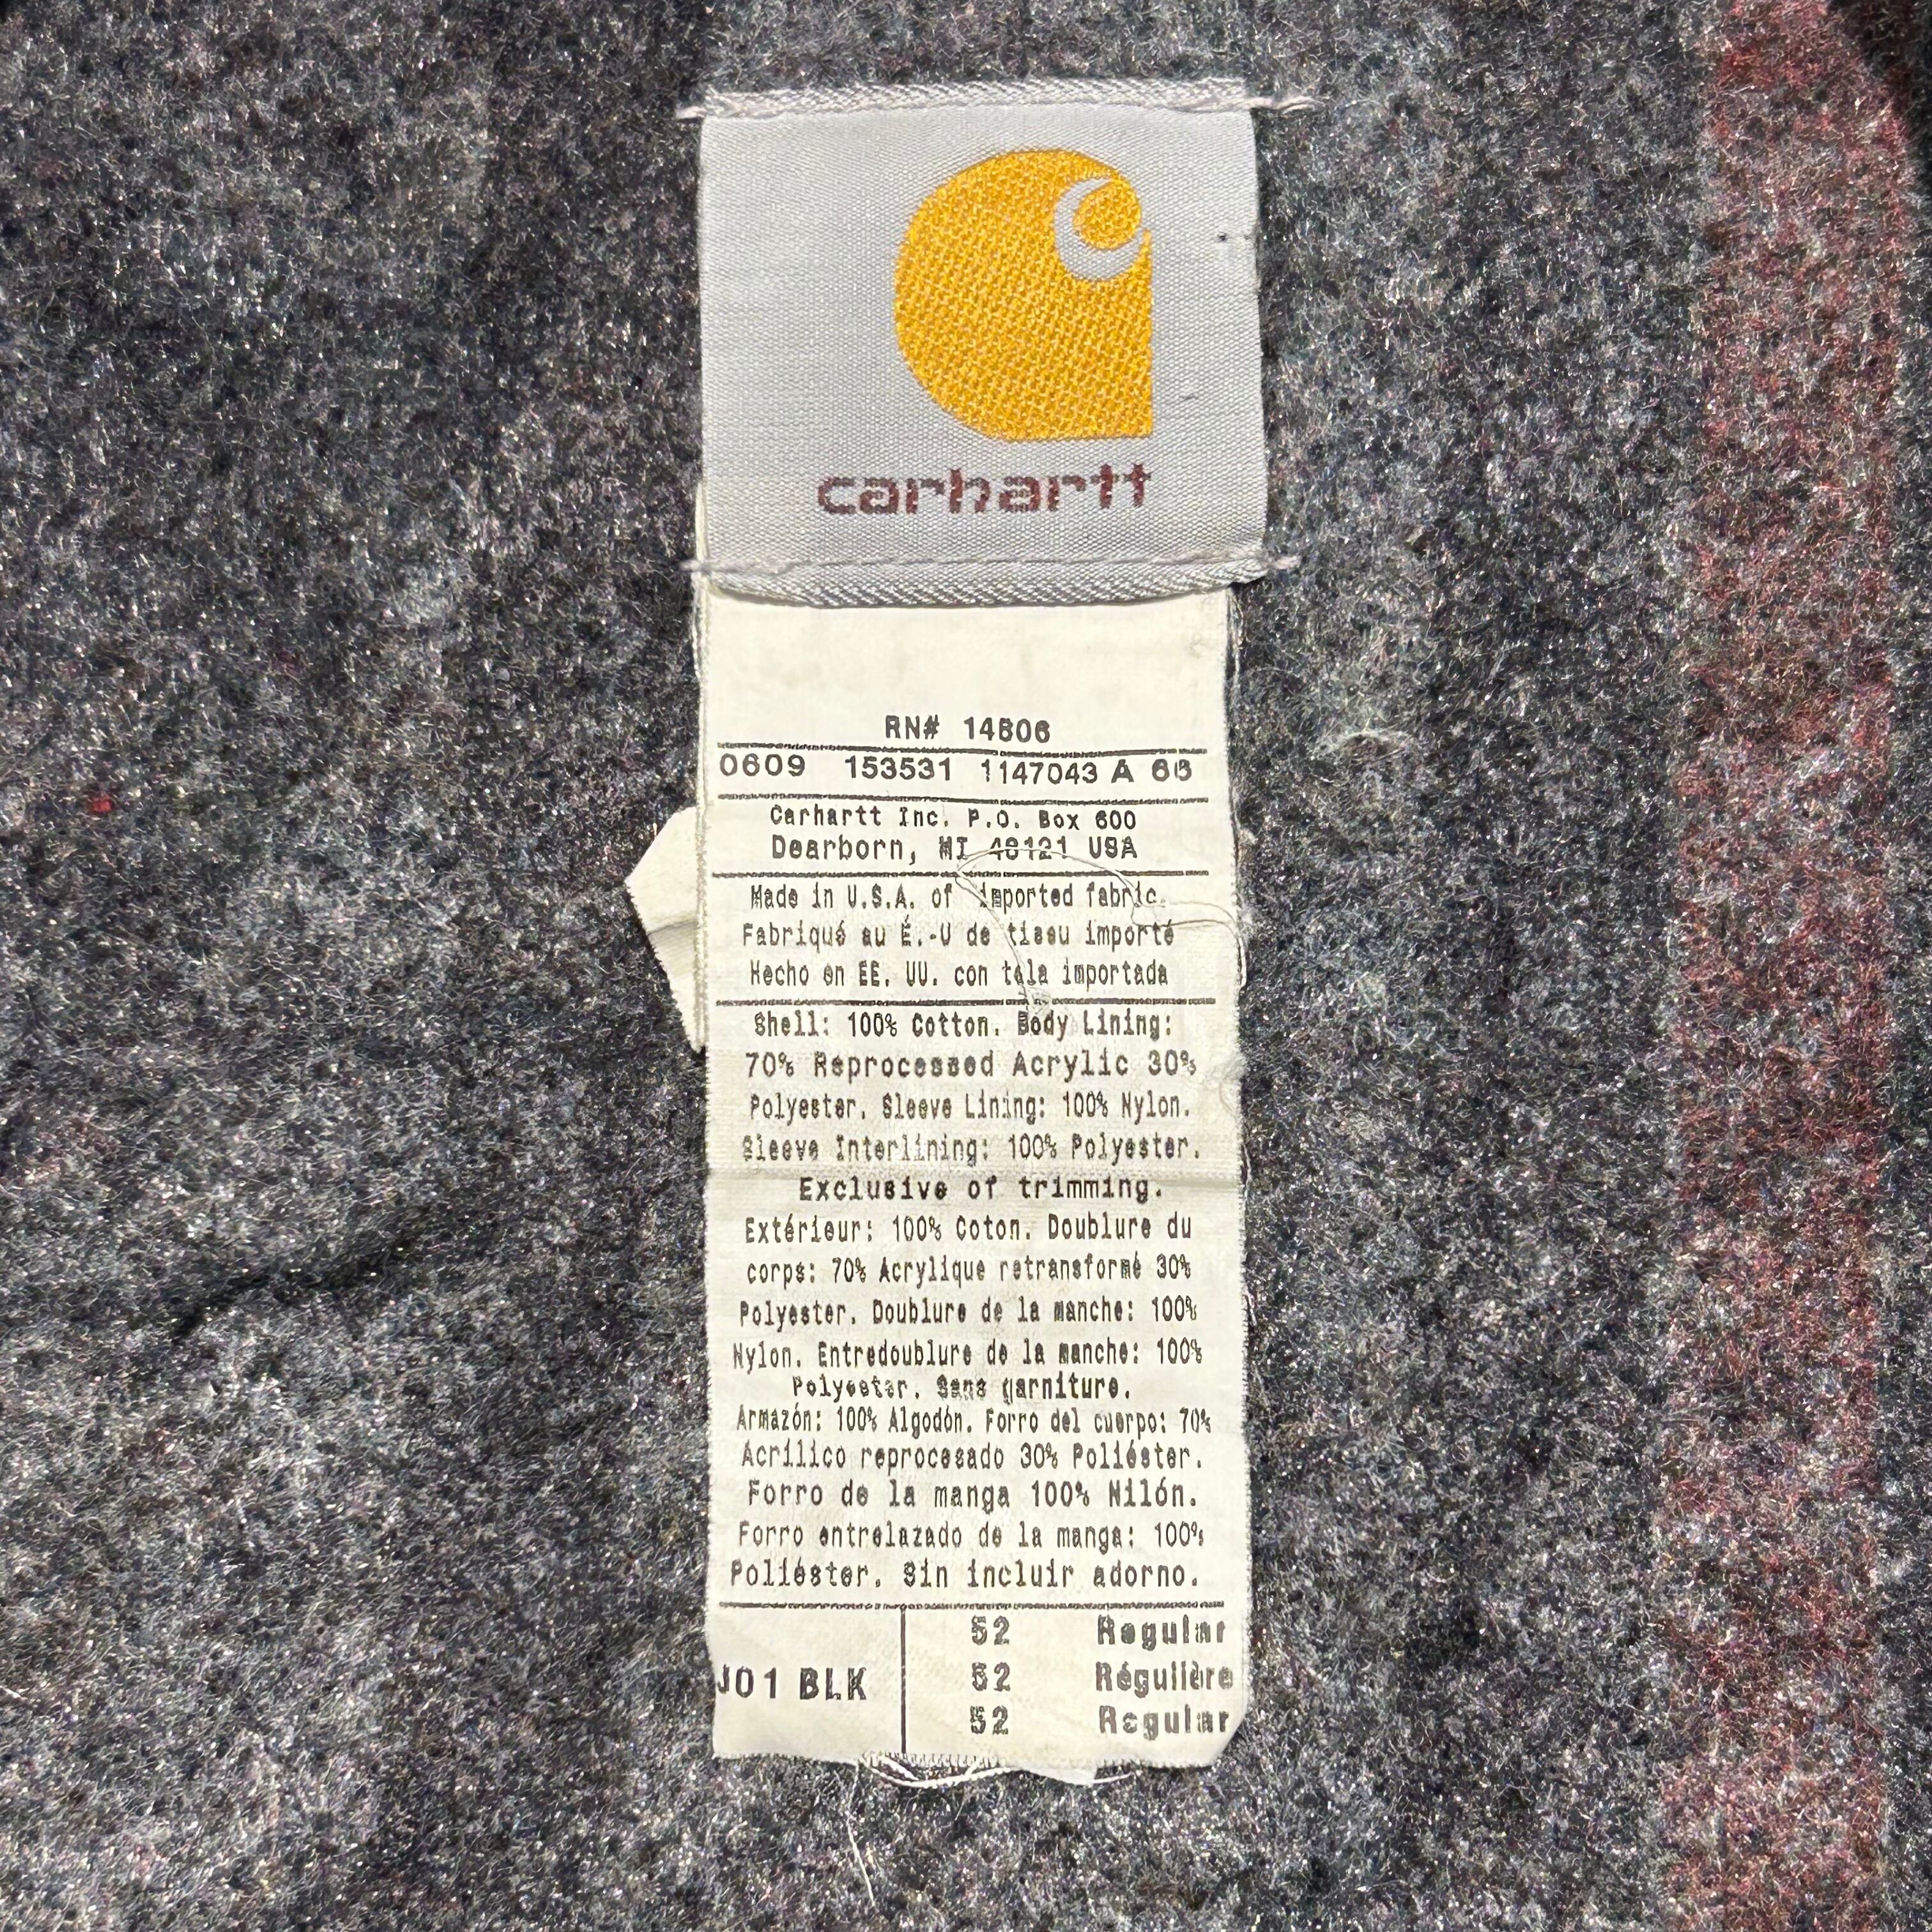 carhartt
RN# 14806
0609 153531 1147043 A 66
Carhartt Inc. P.O. Box 600
Dearborn, MI 48121 USA
Made in U.S.A. of imported fabric.
Fabriqué au É.-U de tissu importé
Hecho en EE. UU. con tela importada
Shell: 100% Cotton. Body Lining:
70% Reprocessed Acrylic 30%
Polyester. Sleeve Lining: 100% Nylon.
Sleeve Interlining: 100% Polyester.
Exclusive of trimming.
Extérieur: 100% Coton. Doublure du
corps: 70% Acrylique retransformé 30%
Polyester. Doublure de la manche: 100%
Nylon. Entredoublure de la manche: 100%
Polyester. Sans garniture.
Armazón: 100% Algodón. Forro del cuerpo: 70%
Acrílico reprocesado 30% Poliéster.
Forro de la manga 100% Nilón.
Forro entrelazado de la manga: 100%
Poliéster. Sin incluir adorno.
52 Regular
J01 BLK 52 Régulière
52 Regular